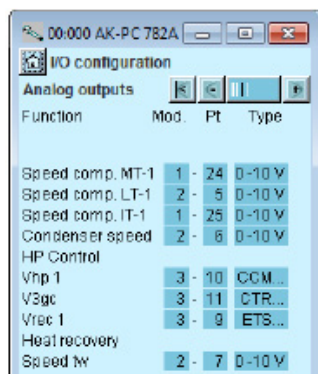 00:000 AK-PC 782A
I/O configuration
Analog outputs
Function Mod. Pt Type
Speed comp. MT-1 1 - 24 0-10 V
Speed comp. LT-1 2 - 5 0-10 V
Speed comp. IT-1 1 - 25 0-10 V
Condenser speed 2 - 6 0-10 V
HP Control
Vhp 1 3 - 10 CCM...
V3gc 3 - 11 CTR...
Vrec 1 3 - 9 ETS...
Heat recovery
Speed tw 2 - 7 0-10 V